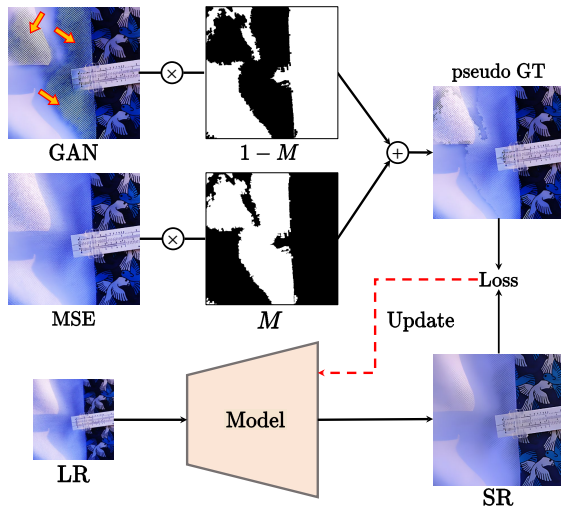 GAN
×
1 − M
+
pseudo GT
MSE
×
M
Loss
Update
Model
LR
SR